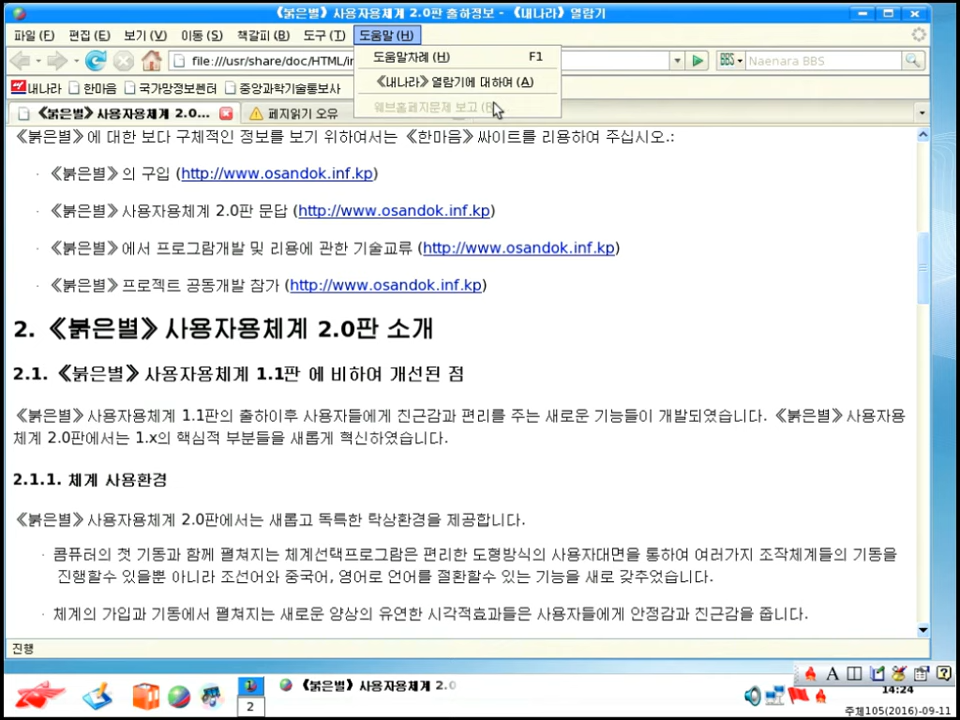 《붉은별》사용자용체계 2.0판 출하정보 - 《내나라》열람기
파일 (F) 편집 (E) 보기 (V) 이동 (S) 책갈피 (B) 도구 (T) 도움말 (H)
도움말차례 (H) F1
《내나라》열람기에 대하여 (A)
웨브홈페지문제 보고
file:///usr/share/doc/HTML/in
BBS
Naenara BBS
내나라 한마음 국가망정보쎈터 중앙과학기술통보사
《붉은별》사용자용체계 2.0... 페지읽기 오유
《붉은별》에 대한 보다 구체적인 정보를 보기 위하여서는 《한마음》싸이트를 리용하여 주십시오.:
· 《붉은별》의 구입 (http://www.osandok.inf.kp)
· 《붉은별》사용자용체계 2.0판 문답 (http://www.osandok.inf.kp)
· 《붉은별》에서 프로그람개발 및 리용에 관한 기술교류 (http://www.osandok.inf.kp)
· 《붉은별》프로젝트 공동개발 참가 (http://www.osandok.inf.kp)
2. 《붉은별》사용자용체계 2.0판 소개
2.1. 《붉은별》사용자용체계 1.1판 에 비하여 개선된 점
《붉은별》사용자용체계 1.1판의 출하이후 사용자들에게 친근감과 편리를 주는 새로운 기능들이 개발되였습니다. 《붉은별》사용자용
체계 2.0판에서는 1.x의 핵심적 부분들을 새롭게 혁신하였습니다.
2.1.1. 체계 사용환경
《붉은별》사용자용체계 2.0판에서는 새롭고 독특한 탁상환경을 제공합니다.
· 콤퓨터의 첫 기동과 함께 펼쳐지는 체계선택프로그람은 편리한 도형방식의 사용자대면을 통하여 여러가지 조작체계들의 기동을
진행할수 있을뿐 아니라 조선어와 중국어, 영어로 언어를 절환할수 있는 기능을 새로 갖추었습니다.
· 체계의 가입과 기동에서 펼쳐지는 새로운 양상의 유연한 시각적효과들은 사용자들에게 안정감과 친근감을 줍니다.
진행
A
2
《붉은별》사용자용체계 2.0
14:24
주체105(2016)-09-11